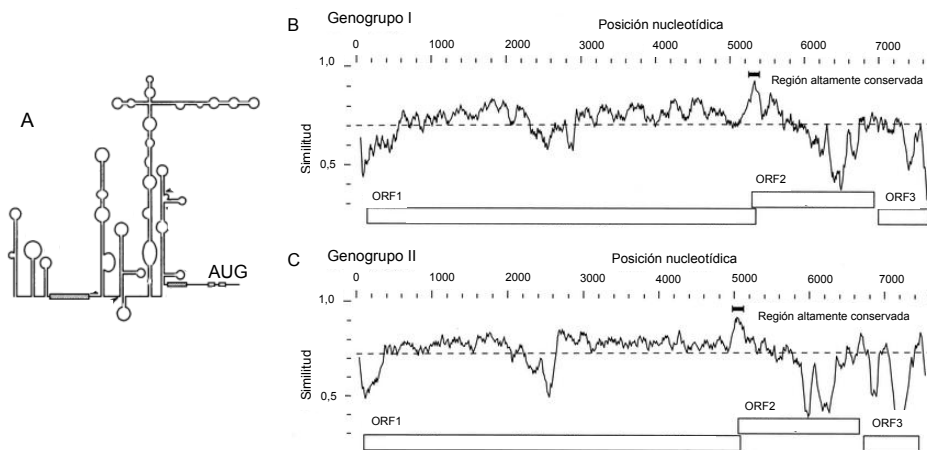 A
AUG
B
Genogrupo I
Posición nucleotídica
0 1000 2000 3000 4000 5000 6000 7000
1,0
Región altamente conservada
Similitud
0,5
ORF2
ORF1
ORF3
C
Genogrupo II
Posición nucleotídica
0 1000 2000 3000 4000 5000 6000 7000
1,0
Región altamente conservada
Similitud
0,5
ORF2
ORF1
ORF3